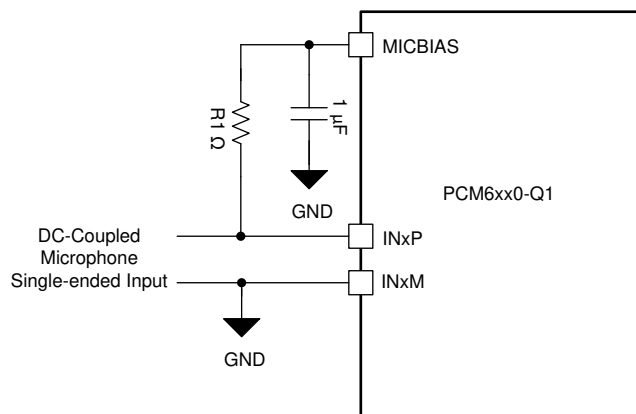 MICBIAS
R1 Ω
1
µF
GND
PCM6xx0-Q1
DC-Coupled
Microphone
Single-ended Input
INxP
INxM
GND